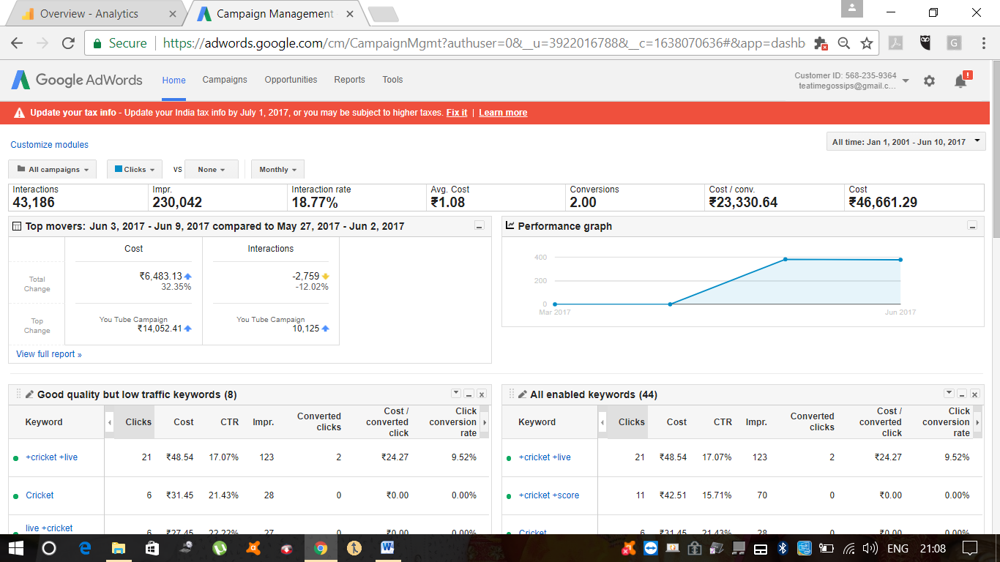 Overview - Analytics
Campaign Management
Secure https://adwords.google.com/cm/CampaignMgmt?authuser=0&__u=3922016788&__c=1638070636#&app=dashb
Google AdWords Home Campaigns Opportunities Reports Tools
Customer ID: 568-235-9364
teatimegossips@gmail.c...
Update your tax info - Update your India tax info by July 1, 2017, or you may be subject to higher taxes. Fix it | Learn more
Customize modules
All time: Jan 1, 2001 - Jun 10, 2017
All campaigns Clicks VS None Monthly
Interactions Impr. Interaction rate Avg. Cost Conversions Cost / conv. Cost
43,186 230,042 18.77% ₹1.08 2.00 ₹23,330.64 ₹46,661.29
Top movers: Jun 3, 2017 - Jun 9, 2017 compared to May 27, 2017 - Jun 2, 2017
Cost Interactions
Total Change
₹6,483.13 -2,759
32.35% -12.02%
Top Change
You Tube Campaign You Tube Campaign
₹14,052.41 10,125
View full report »
Performance graph
400
200
0
Mar 2017 Jun 2017
Good quality but low traffic keywords (8)
Keyword Clicks Cost CTR Impr. Converted clicks Cost / converted click Click conversion rate
+cricket +live 21 ₹48.54 17.07% 123 2 ₹24.27 9.52%
Cricket 6 ₹31.45 21.43% 28 0 ₹0.00 0.00%
live +cricket 6 ₹27.45 22.22% 27 0 ₹0.00 0.00%
All enabled keywords (44)
Keyword Clicks Cost CTR Impr. Converted clicks Cost / converted click Click conversion rate
+cricket +live 21 ₹48.54 17.07% 123 2 ₹24.27 9.52%
+cricket +score 11 ₹42.51 15.71% 70 0 ₹0.00 0.00%
Cricket 6 ₹31.45 21.43% 28 0 ₹0.00 0.00%
ENG 21:08